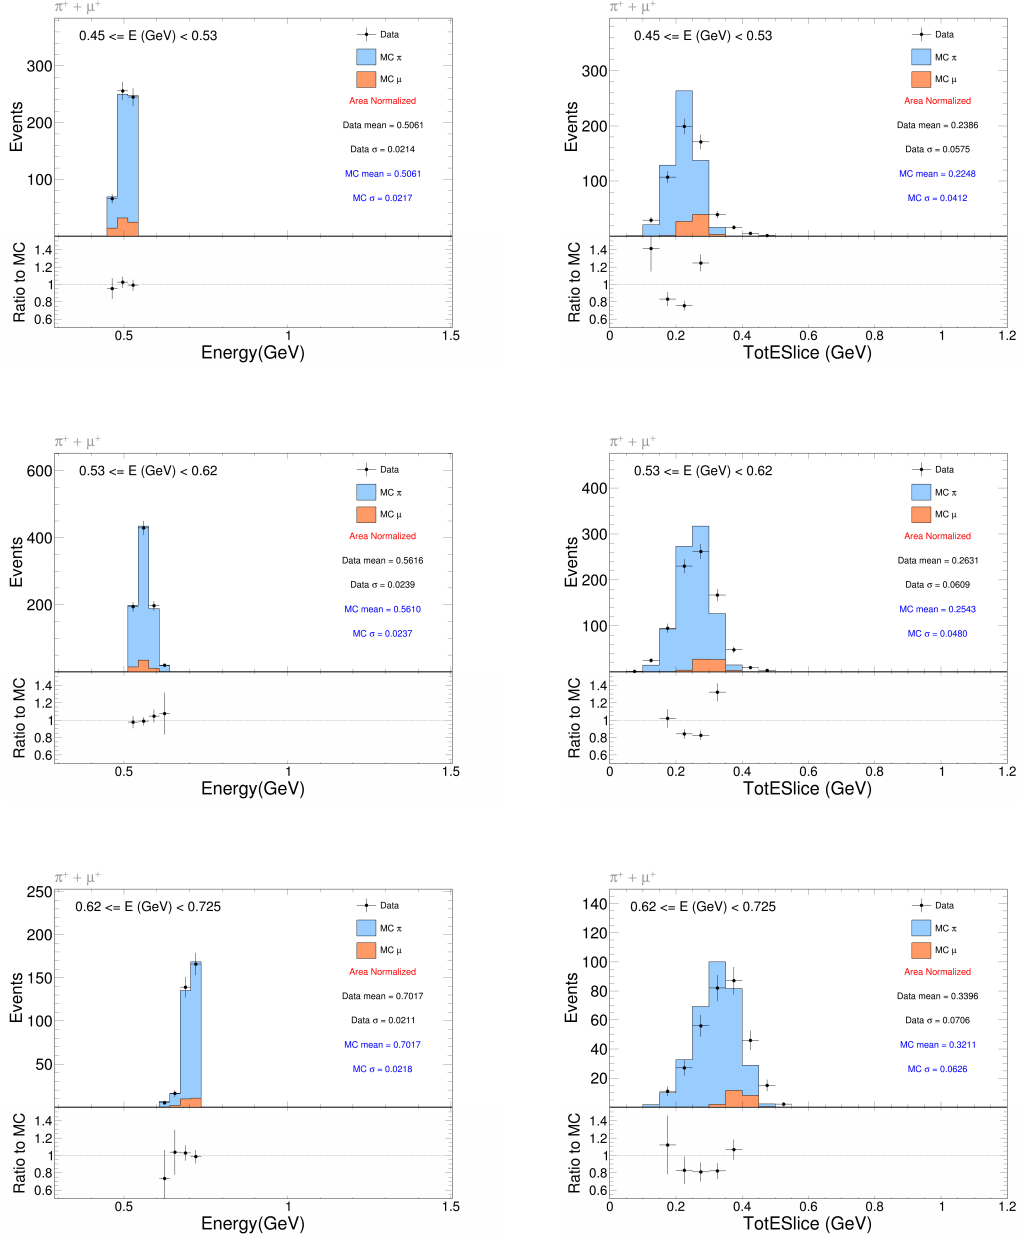 π⁺ + μ⁺
0.45 <= E (GeV) < 0.53
Data
MC π
MC μ
Area Normalized
Data mean = 0.5061
Data σ = 0.0214
MC mean = 0.5061
MC σ = 0.0217
Events
300
200
100
Ratio to MC
1.4
1.2
1
0.8
0.6
0.5
1
1.5
Energy(GeV)
π⁺ + μ⁺
0.45 <= E (GeV) < 0.53
Data
MC π
MC μ
Area Normalized
Data mean = 0.2386
Data σ = 0.0575
MC mean = 0.2248
MC σ = 0.0412
Events
300
200
100
Ratio to MC
1.4
1.2
1
0.8
0.6
0
0.2
0.4
0.6
0.8
1
1.2
TotESlice (GeV)
π⁺ + μ⁺
0.53 <= E (GeV) < 0.62
Data
MC π
MC μ
Area Normalized
Data mean = 0.5616
Data σ = 0.0239
MC mean = 0.5610
MC σ = 0.0237
Events
600
400
200
Ratio to MC
1.4
1.2
1
0.8
0.6
0.5
1
1.5
Energy(GeV)
π⁺ + μ⁺
0.53 <= E (GeV) < 0.62
Data
MC π
MC μ
Area Normalized
Data mean = 0.2631
Data σ = 0.0609
MC mean = 0.2543
MC σ = 0.0480
Events
400
300
200
100
Ratio to MC
1.4
1.2
1
0.8
0.6
0
0.2
0.4
0.6
0.8
1
1.2
TotESlice (GeV)
π⁺ + μ⁺
0.62 <= E (GeV) < 0.725
Data
MC π
MC μ
Area Normalized
Data mean = 0.7017
Data σ = 0.0211
MC mean = 0.7017
MC σ = 0.0218
Events
250
200
150
100
50
Ratio to MC
1.4
1.2
1
0.8
0.6
0.5
1
1.5
Energy(GeV)
π⁺ + μ⁺
0.62 <= E (GeV) < 0.725
Data
MC π
MC μ
Area Normalized
Data mean = 0.3396
Data σ = 0.0706
MC mean = 0.3211
MC σ = 0.0626
Events
140
120
100
80
60
40
20
Ratio to MC
1.4
1.2
1
0.8
0.6
0
0.2
0.4
0.6
0.8
1
1.2
TotESlice (GeV)